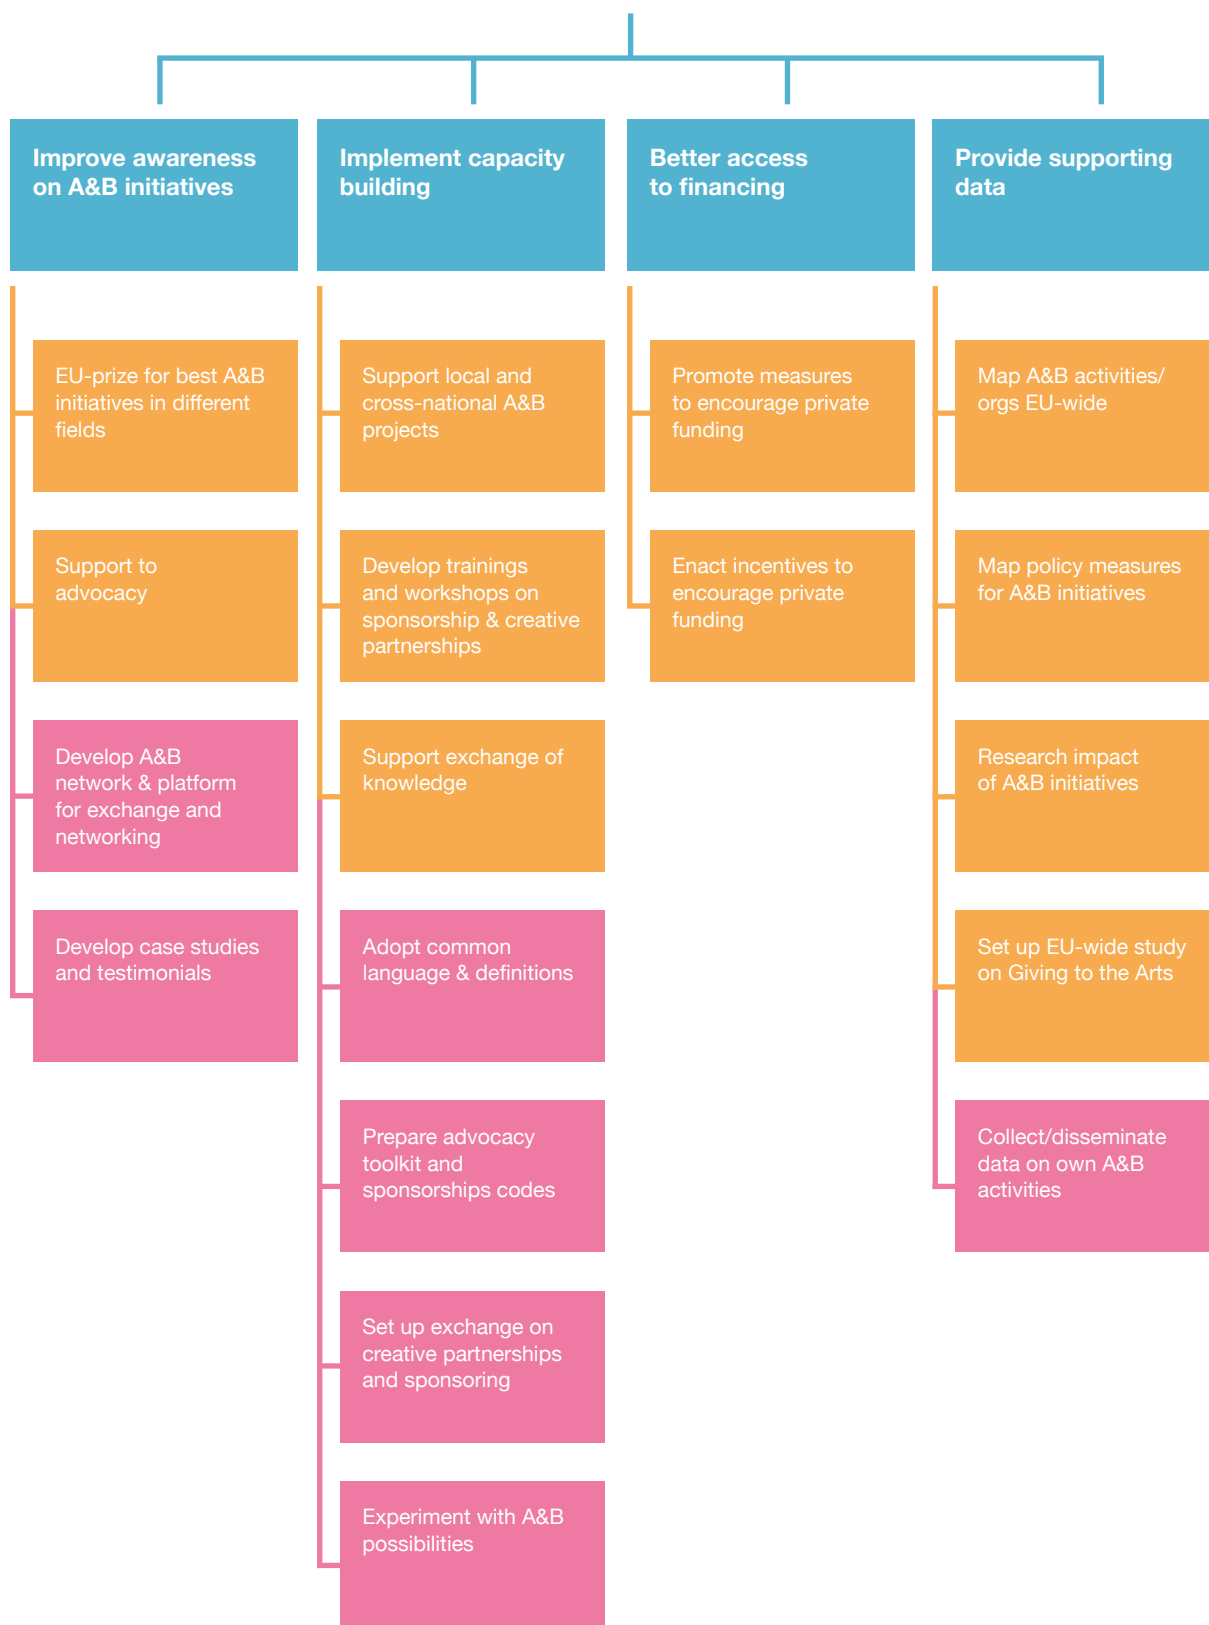 Improve awareness
on A&B initiatives
EU-prize for best A&B
initiatives in different
fields
Support to
advocacy
Develop A&B
network & platform
for exchange and
networking
Develop case studies
and testimonials
Implement capacity
building
Support local and
cross-national A&B
projects
Develop trainings
and workshops on
sponsorship & creative
partnerships
Support exchange of
knowledge
Adopt common
language & definitions
Prepare advocacy
toolkit and
sponsorships codes
Set up exchange on
creative partnerships
and sponsoring
Experiment with A&B
possibilities
Better access
to financing
Promote measures
to encourage private
funding
Enact incentives to
encourage private
funding
Provide supporting
data
Map A&B activities/
orgs EU-wide
Map policy measures
for A&B initiatives
Research impact
of A&B initiatives
Set up EU-wide study
on Giving to the Arts
Collect/disseminate
data on own A&B
activities